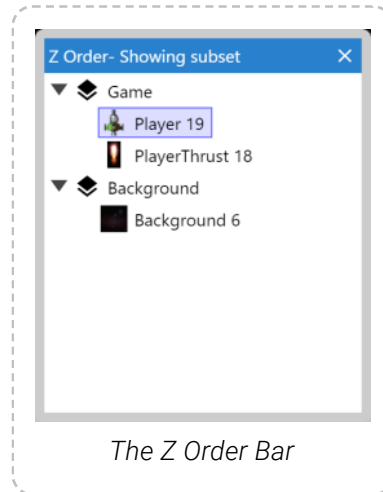 Z Order- Showing subset
Game
Player 19
PlayerThrust 18
Background
Background 6
The Z Order Bar